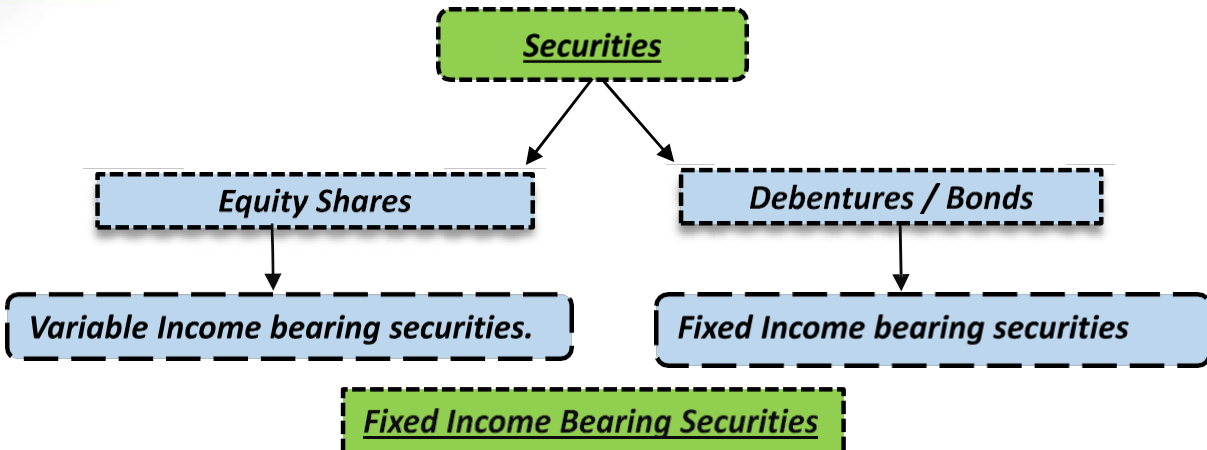 Securities
Equity Shares
Debentures / Bonds
Variable Income bearing securities.
Fixed Income bearing securities
Fixed Income Bearing Securities